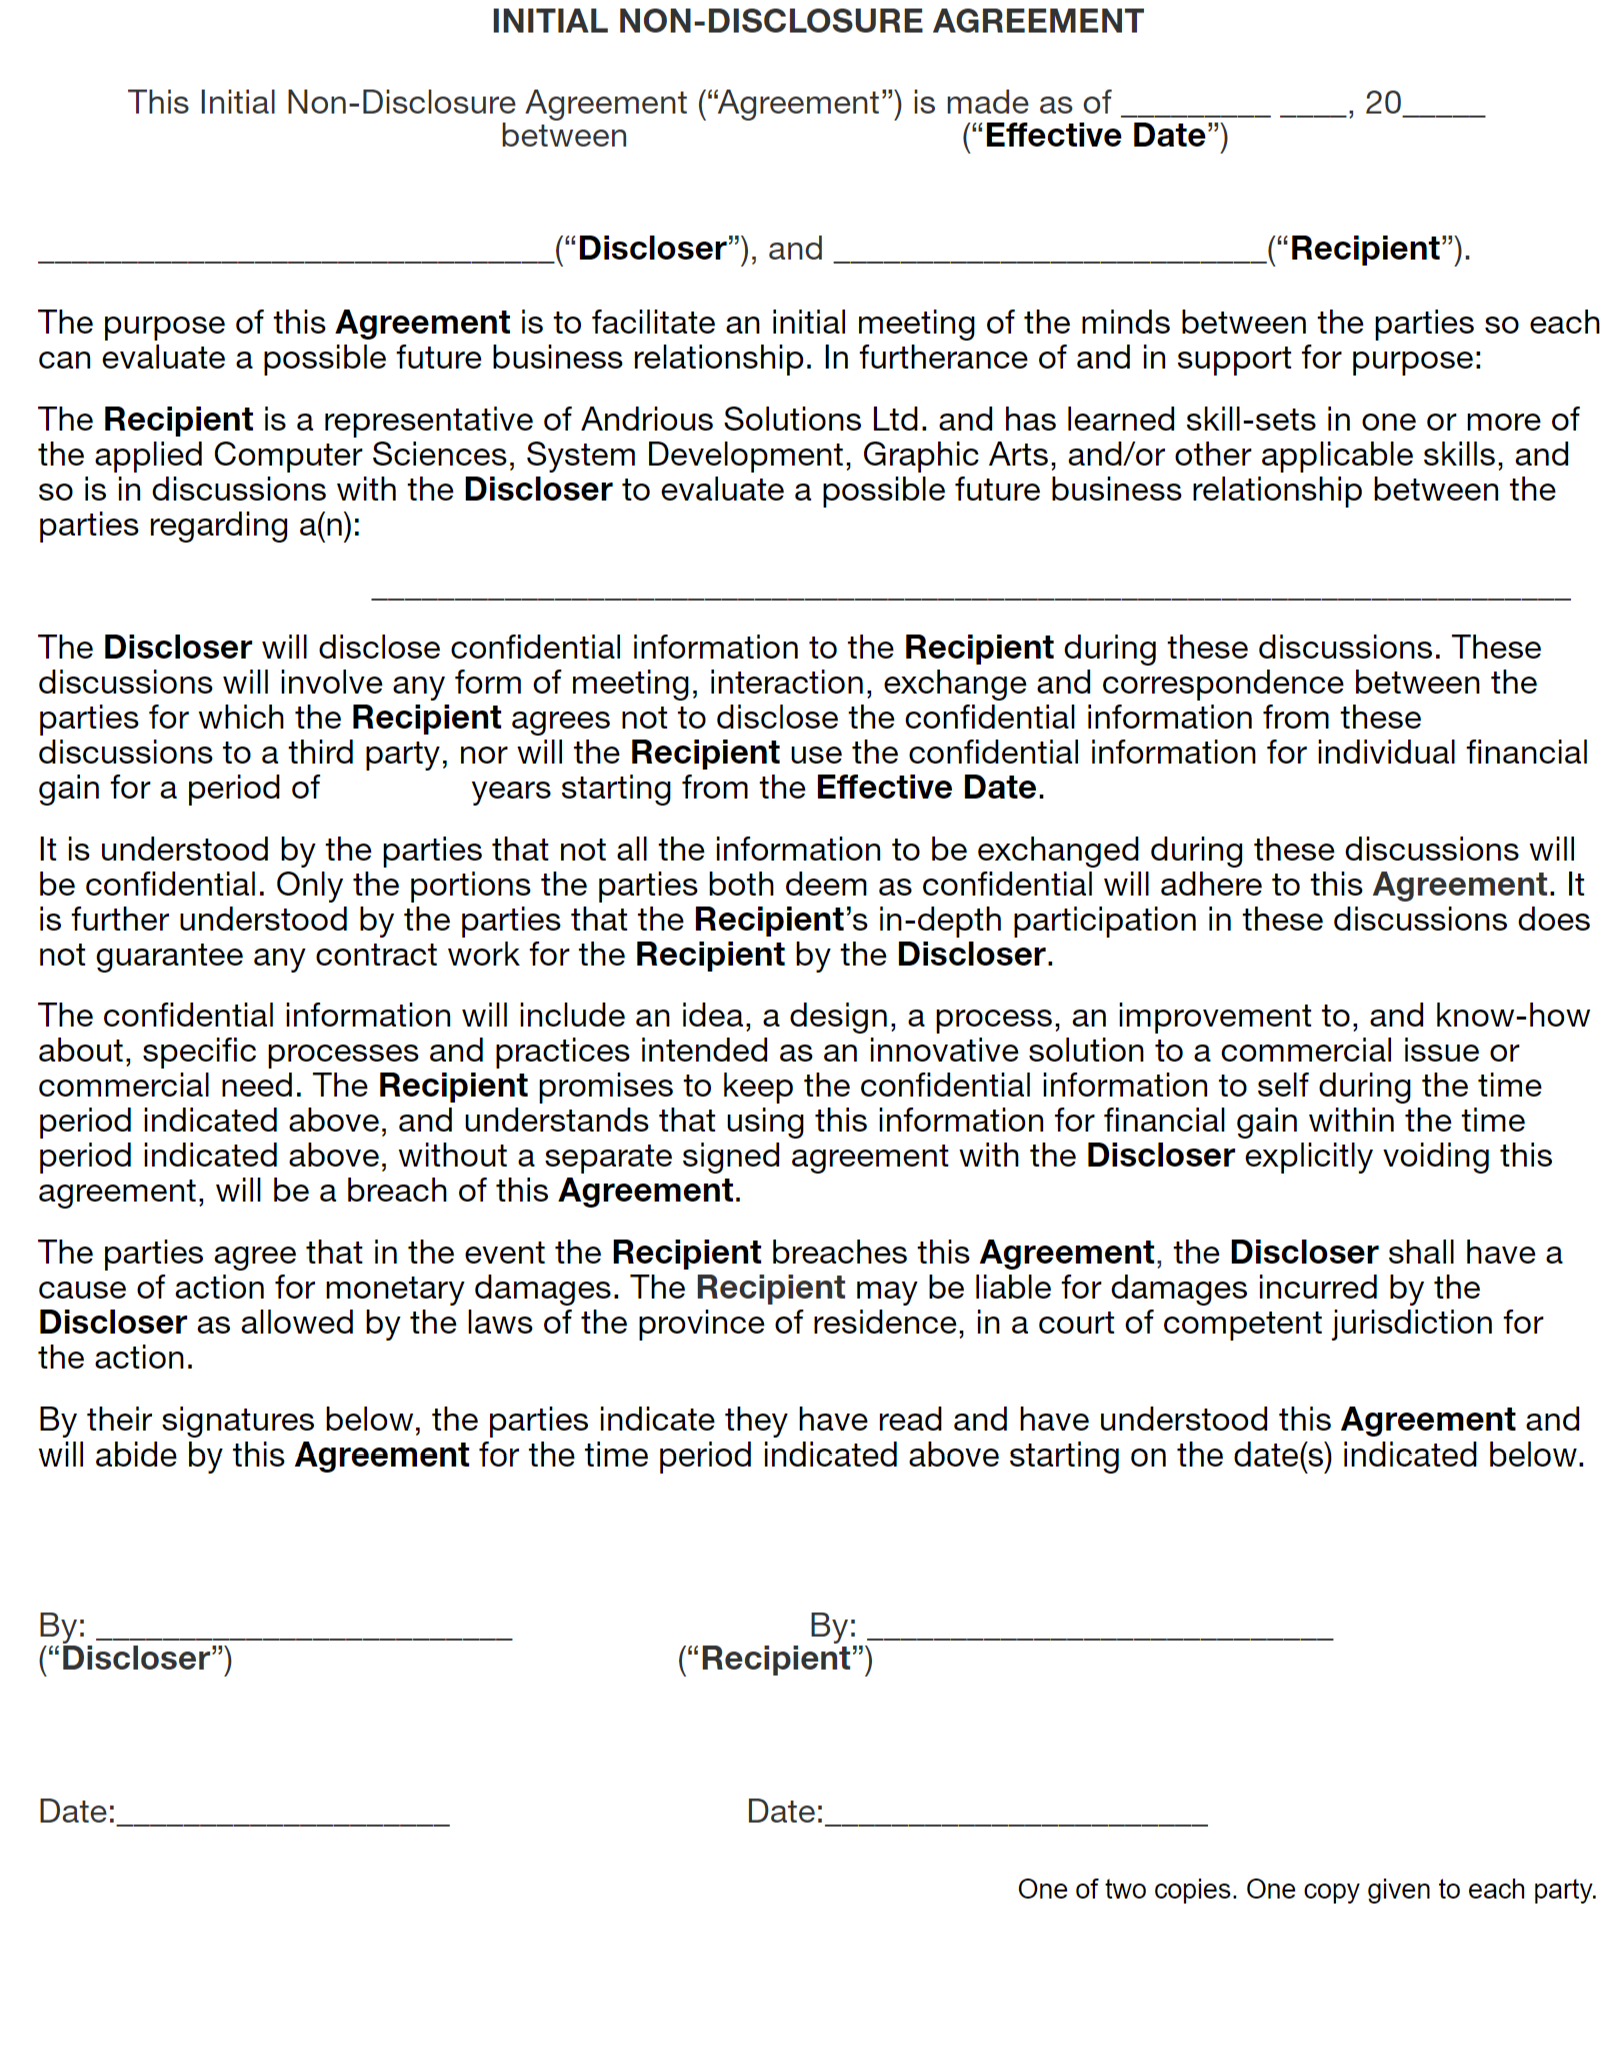 INITIAL NON-DISCLOSURE AGREEMENT
This Initial Non-Disclosure Agreement (“Agreement”) is made as of _________ ____, 20_____
between (“Effective Date”)
_______________________________(“Discloser”), and __________________________(“Recipient”).
The purpose of this Agreement is to facilitate an initial meeting of the minds between the parties so each
can evaluate a possible future business relationship. In furtherance of and in support for purpose:
The Recipient is a representative of Andrious Solutions Ltd. and has learned skill-sets in one or more of
the applied Computer Sciences, System Development, Graphic Arts, and/or other applicable skills, and
so is in discussions with the Discloser to evaluate a possible future business relationship between the
parties regarding a(n):
________________________________________________________________________
The Discloser will disclose confidential information to the Recipient during these discussions. These
discussions will involve any form of meeting, interaction, exchange and correspondence between the
parties for which the Recipient agrees not to disclose the confidential information from these
discussions to a third party, nor will the Recipient use the confidential information for individual financial
gain for a period of years starting from the Effective Date.
It is understood by the parties that not all the information to be exchanged during these discussions will
be confidential. Only the portions the parties both deem as confidential will adhere to this Agreement. It
is further understood by the parties that the Recipient’s in-depth participation in these discussions does
not guarantee any contract work for the Recipient by the Discloser.
The confidential information will include an idea, a design, a process, an improvement to, and know-how
about, specific processes and practices intended as an innovative solution to a commercial issue or
commercial need. The Recipient promises to keep the confidential information to self during the time
period indicated above, and understands that using this information for financial gain within the time
period indicated above, without a separate signed agreement with the Discloser explicitly voiding this
agreement, will be a breach of this Agreement.
The parties agree that in the event the Recipient breaches this Agreement, the Discloser shall have a
cause of action for monetary damages. The Recipient may be liable for damages incurred by the
Discloser as allowed by the laws of the province of residence, in a court of competent jurisdiction for
the action.
By their signatures below, the parties indicate they have read and have understood this Agreement and
will abide by this Agreement for the time period indicated above starting on the date(s) indicated below.
By: _________________________ By: ____________________________
(“Discloser”) (“Recipient”)
Date:____________________ Date:_______________________
One of two copies. One copy given to each party.